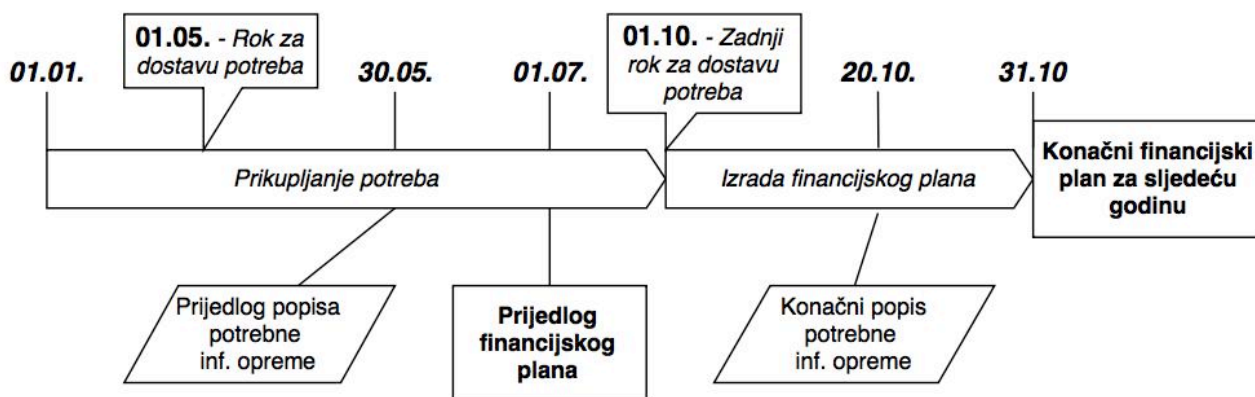 01.05. - Rok za
dostavu potreba
01.10. - Zadnji
rok za dostavu
potreba
01.01.
30.05.
01.07.
20.10.
31.10
Prikupljanje potreba
Izrada financijskog plana
Konačni financijski
plan za sljedeću
godinu
Prijedlog popisa
potrebne
inf. opreme
Prijedlog
financijskog
plana
Konačni popis
potrebne
inf. opreme